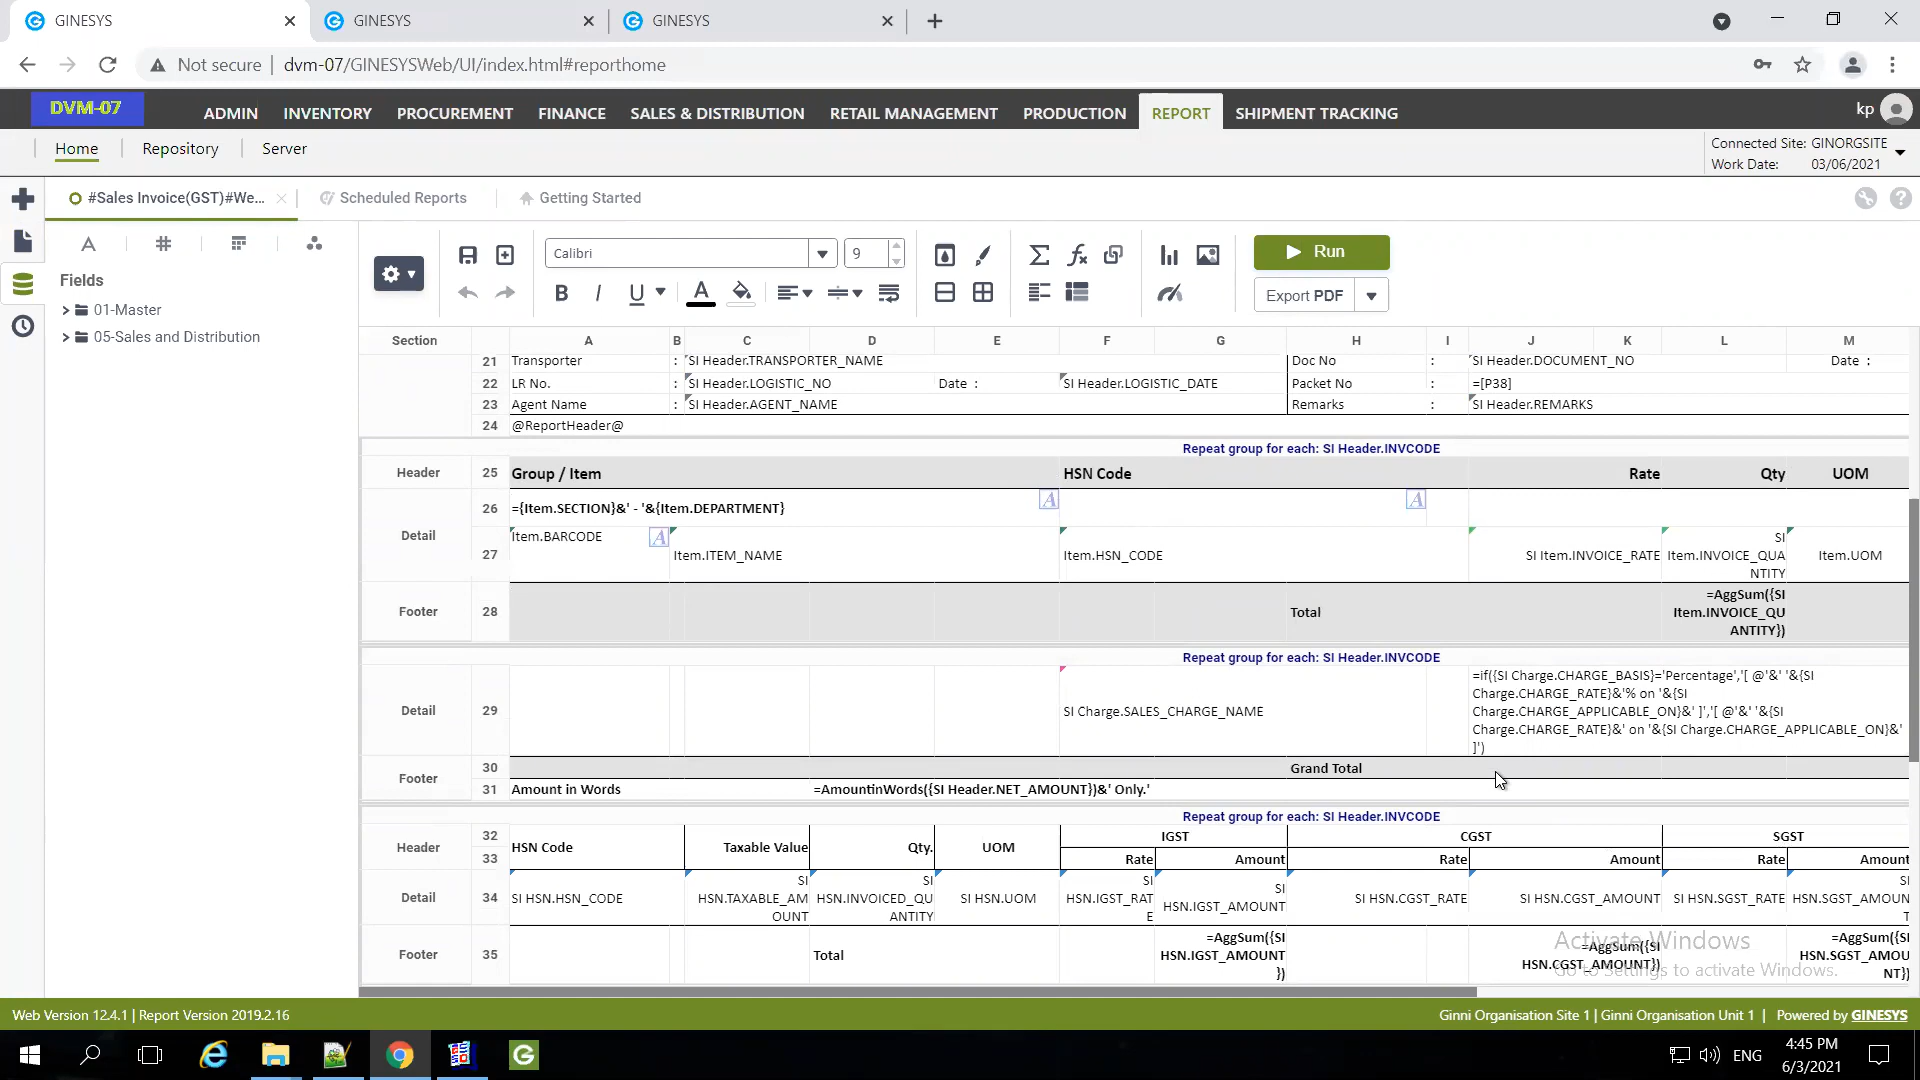 GINESYS
GINESYS
GINESYS
Not secure
dvm-07/GINESYSWeb/UI/index.html#reporthome
DVM-07
ADMIN INVENTORY PROCUREMENT FINANCE SALES & DISTRIBUTION RETAIL MANAGEMENT PRODUCTION REPORT SHIPMENT TRACKING
kp
Home Repository Server
Connected Site: GINORGSITE
Work Date: 03/06/2021
#Sales Invoice(GST)#We...
Scheduled Reports
Getting Started
Calibri
9
Run
Export PDF
Fields
01-Master
05-Sales and Distribution
Section A B C D E F G H I J K L M
21 Transporter : SI Header.TRANSPORTER_NAME Doc No : SI Header.DOCUMENT_NO Date :
22 LR No. : SI Header.LOGISTIC_NO Date : SI Header.LOGISTIC_DATE Packet No : =[P38]
23 Agent Name : SI Header.AGENT_NAME Remarks : SI Header.REMARKS
24 @ReportHeader@
Repeat group for each: SI Header.INVCODE
Header 25 Group / Item HSN Code Rate Qty UOM
Detail
26 ={Item.SECTION}&' - '&{Item.DEPARTMENT}
27 Item.BARCODE Item.ITEM_NAME Item.HSN_CODE SI Item.INVOICE_RATE
SI
Item.INVOICE_QUA
NTITY
Item.UOM
Footer 28 Total
=AggSum({SI
Item.INVOICE_QU
ANTITY})
Repeat group for each: SI Header.INVCODE
Detail 29 SI Charge.SALES_CHARGE_NAME
=if({SI Charge.CHARGE_BASIS}='Percentage','[ @'&' '&{SI
Charge.CHARGE_RATE}&'% on '&{SI
Charge.CHARGE_APPLICABLE_ON}&' ]','[ @'&' '&{SI
Charge.CHARGE_RATE}&' on '&{SI Charge.CHARGE_APPLICABLE_ON}&'
]')
Footer
30 Grand Total
31 Amount in Words =AmountinWords({SI Header.NET_AMOUNT})&' Only.'
Repeat group for each: SI Header.INVCODE
Header
32 IGST CGST SGST
HSN Code Taxable Value Qty. UOM
33 Rate Amount Rate Amount Rate Amount
Detail 34 SI HSN.HSN_CODE
SI
HSN.TAXABLE_AM
OUNT
SI
HSN.INVOICED_QU
ANTITY
SI HSN.UOM
SI
HSN.IGST_RAT
E
SI
HSN.IGST_AMOUNT
SI HSN.CGST_RATE
SI HSN.CGST_AMOUNT
SI HSN.SGST_RATE
SI
HSN.SGST_AMOUN
T
Footer 35 Total
=AggSum({SI
HSN.IGST_AMOUNT
})
=AggSum({SI
HSN.CGST_AMOUNT})
=AggSum({SI
HSN.SGST_AMOU
NT})
Activate Windows
Go to Settings to activate Windows.
Web Version 12.4.1 | Report Version 2019.2.16
Ginni Organisation Site 1 | Ginni Organisation Unit 1 | Powered by GINESYS
ENG
4:45 PM
6/3/2021